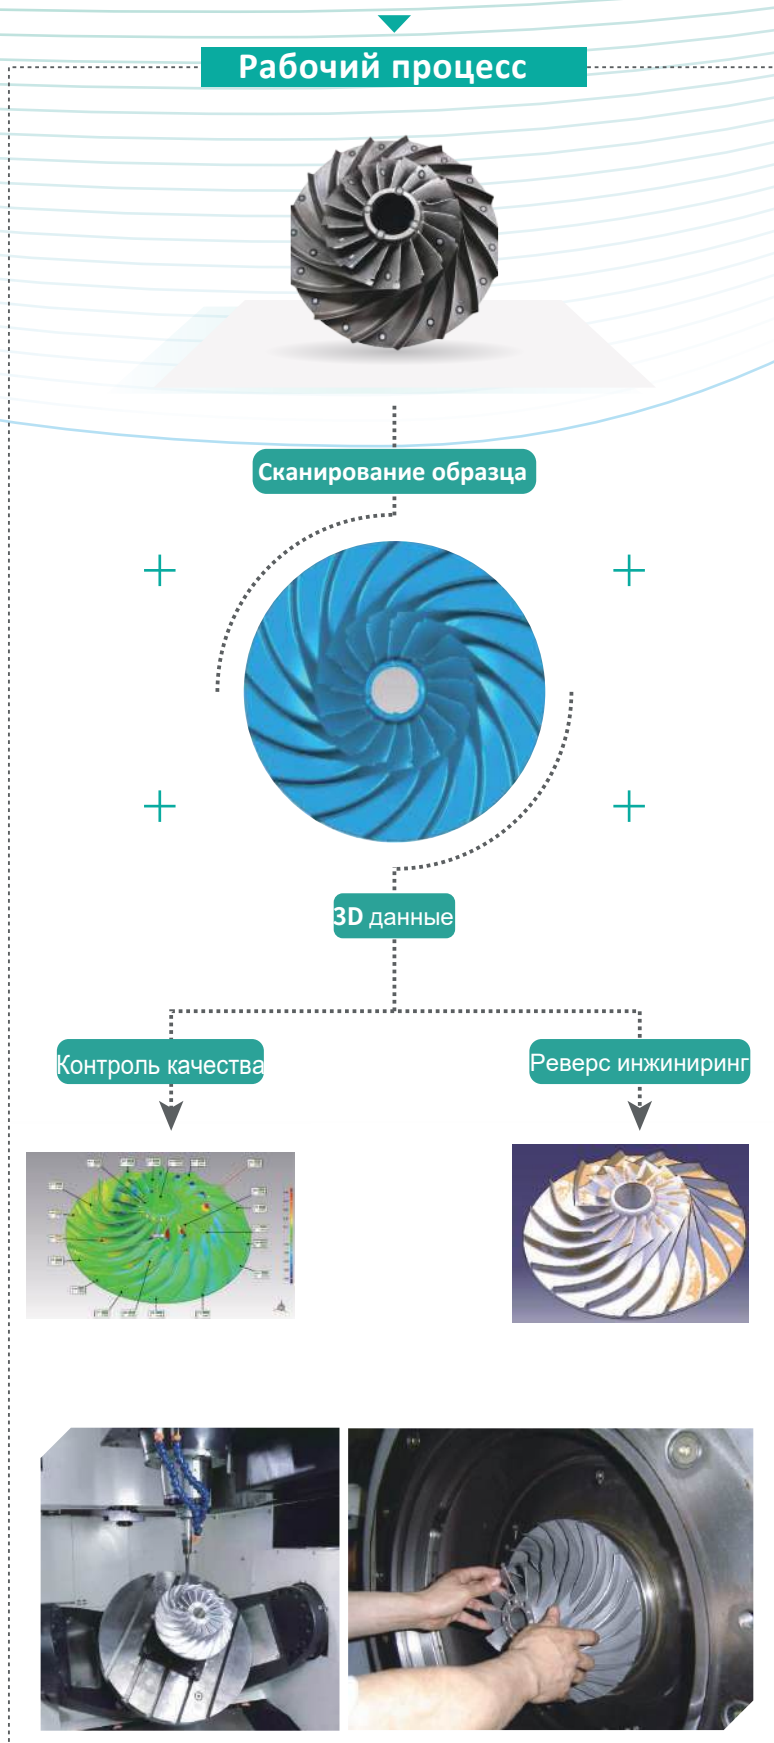 Рабочий процесс
Сканирование образца
3D данные
Контроль качества
Реверс инжиниринг